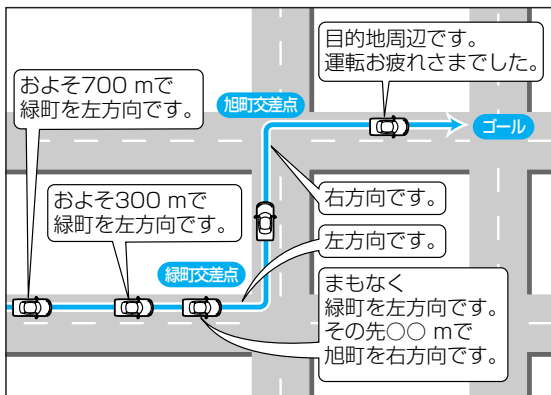 目的地周辺です。
運転お疲れさまでした。
およそ700 mで
緑町を左方向です。
旭町交差点
ゴール
およそ300 mで
緑町を左方向です。
右方向です。
左方向です。
緑町交差点
まもなく
緑町を左方向です。
その先○○ mで
旭町を右方向です。